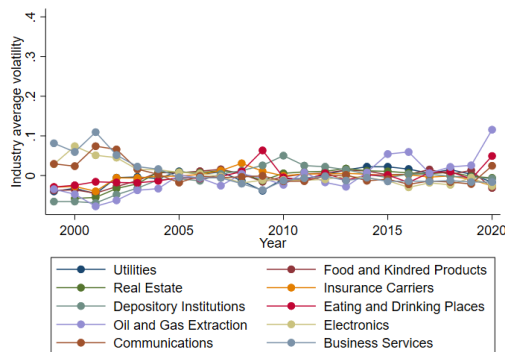 .4
.3
.2
.1
0
Industry average volatility
2000
2005
2010
2015
2020
Year
Utilities
Food and Kindred Products
Real Estate
Insurance Carriers
Depository Institutions
Eating and Drinking Places
Oil and Gas Extraction
Electronics
Communications
Business Services